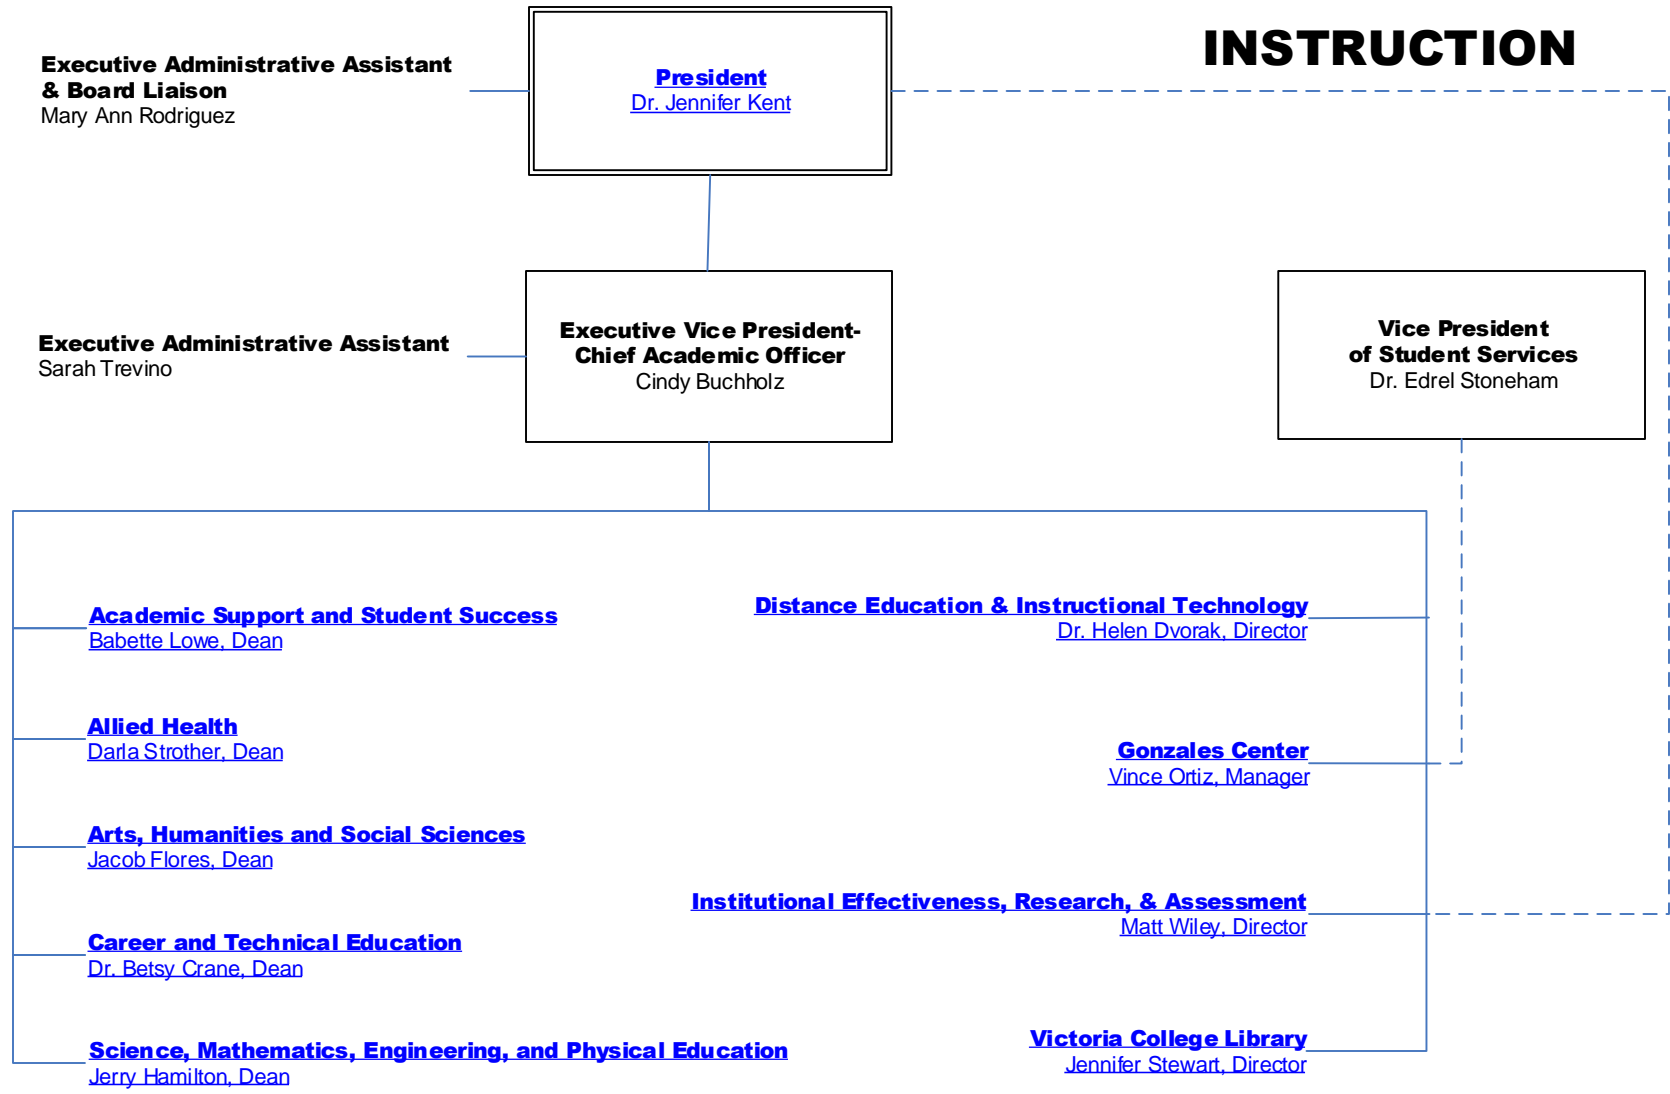 INSTRUCTION
Executive Administrative Assistant
& Board Liaison
Mary Ann Rodriguez
President
Dr. Jennifer Kent
Executive Administrative Assistant
Sarah Trevino
Executive Vice President-
Chief Academic Officer
Cindy Buchholz
Vice President
of Student Services
Dr. Edrel Stoneham
Academic Support and Student Success
Babette Lowe, Dean
Allied Health
Darla Strother, Dean
Arts, Humanities and Social Sciences
Jacob Flores, Dean
Career and Technical Education
Dr. Betsy Crane, Dean
Science, Mathematics, Engineering, and Physical Education
Jerry Hamilton, Dean
Distance Education & Instructional Technology
Dr. Helen Dvorak, Director
Gonzales Center
Vince Ortiz, Manager
Institutional Effectiveness, Research, & Assessment
Matt Wiley, Director
Victoria College Library
Jennifer Stewart, Director